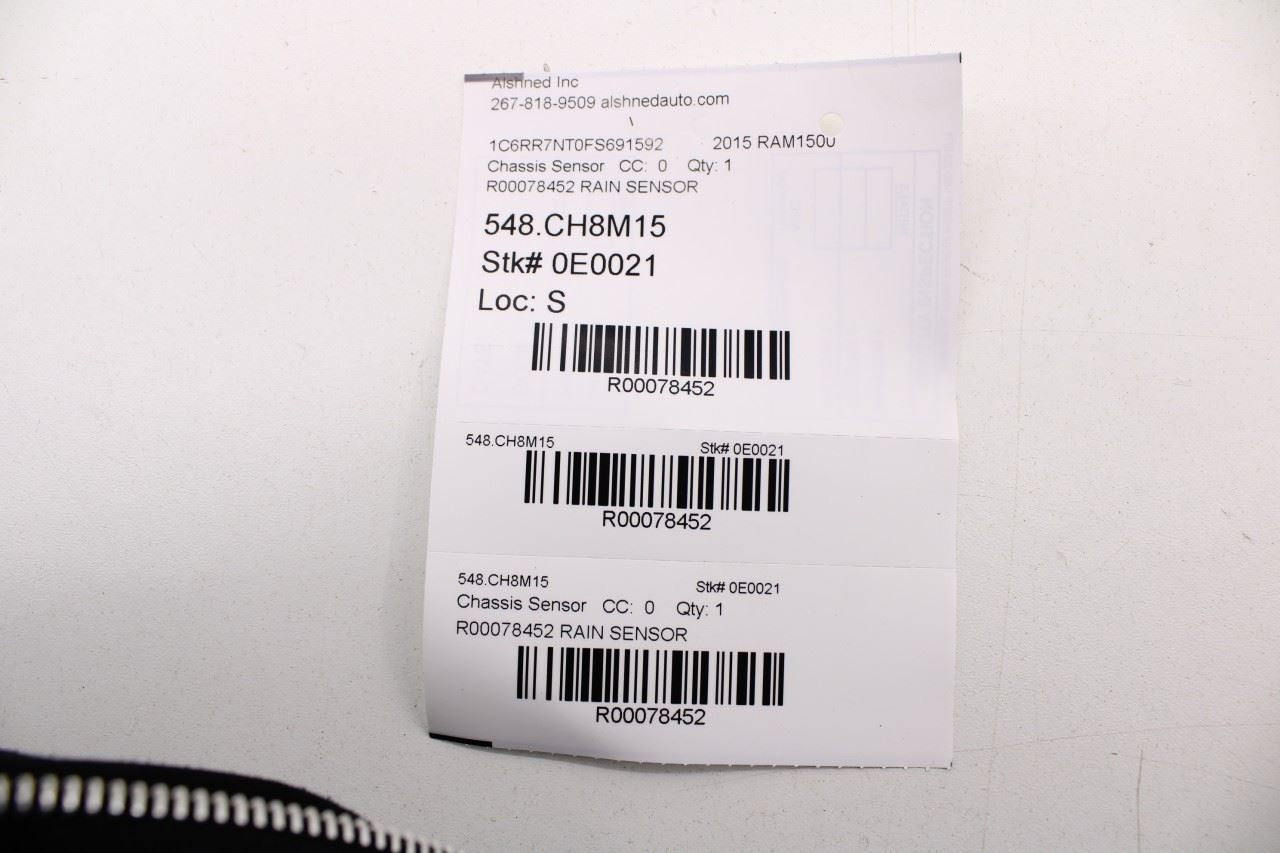 Alshned Inc
267-818-9509 alshnedauto.com
1C6RR7NT0FS691592 2015 RAM1500
Chassis Sensor CC: 0 Qty: 1
R00078452 RAIN SENSOR
548.CH8M15
Stk# 0E0021
Loc: S
R00078452
548.CH8M15 Stk# 0E0021
R00078452
548.CH8M15 Stk# 0E0021
Chassis Sensor CC: 0 Qty: 1
R00078452 RAIN SENSOR
R00078452